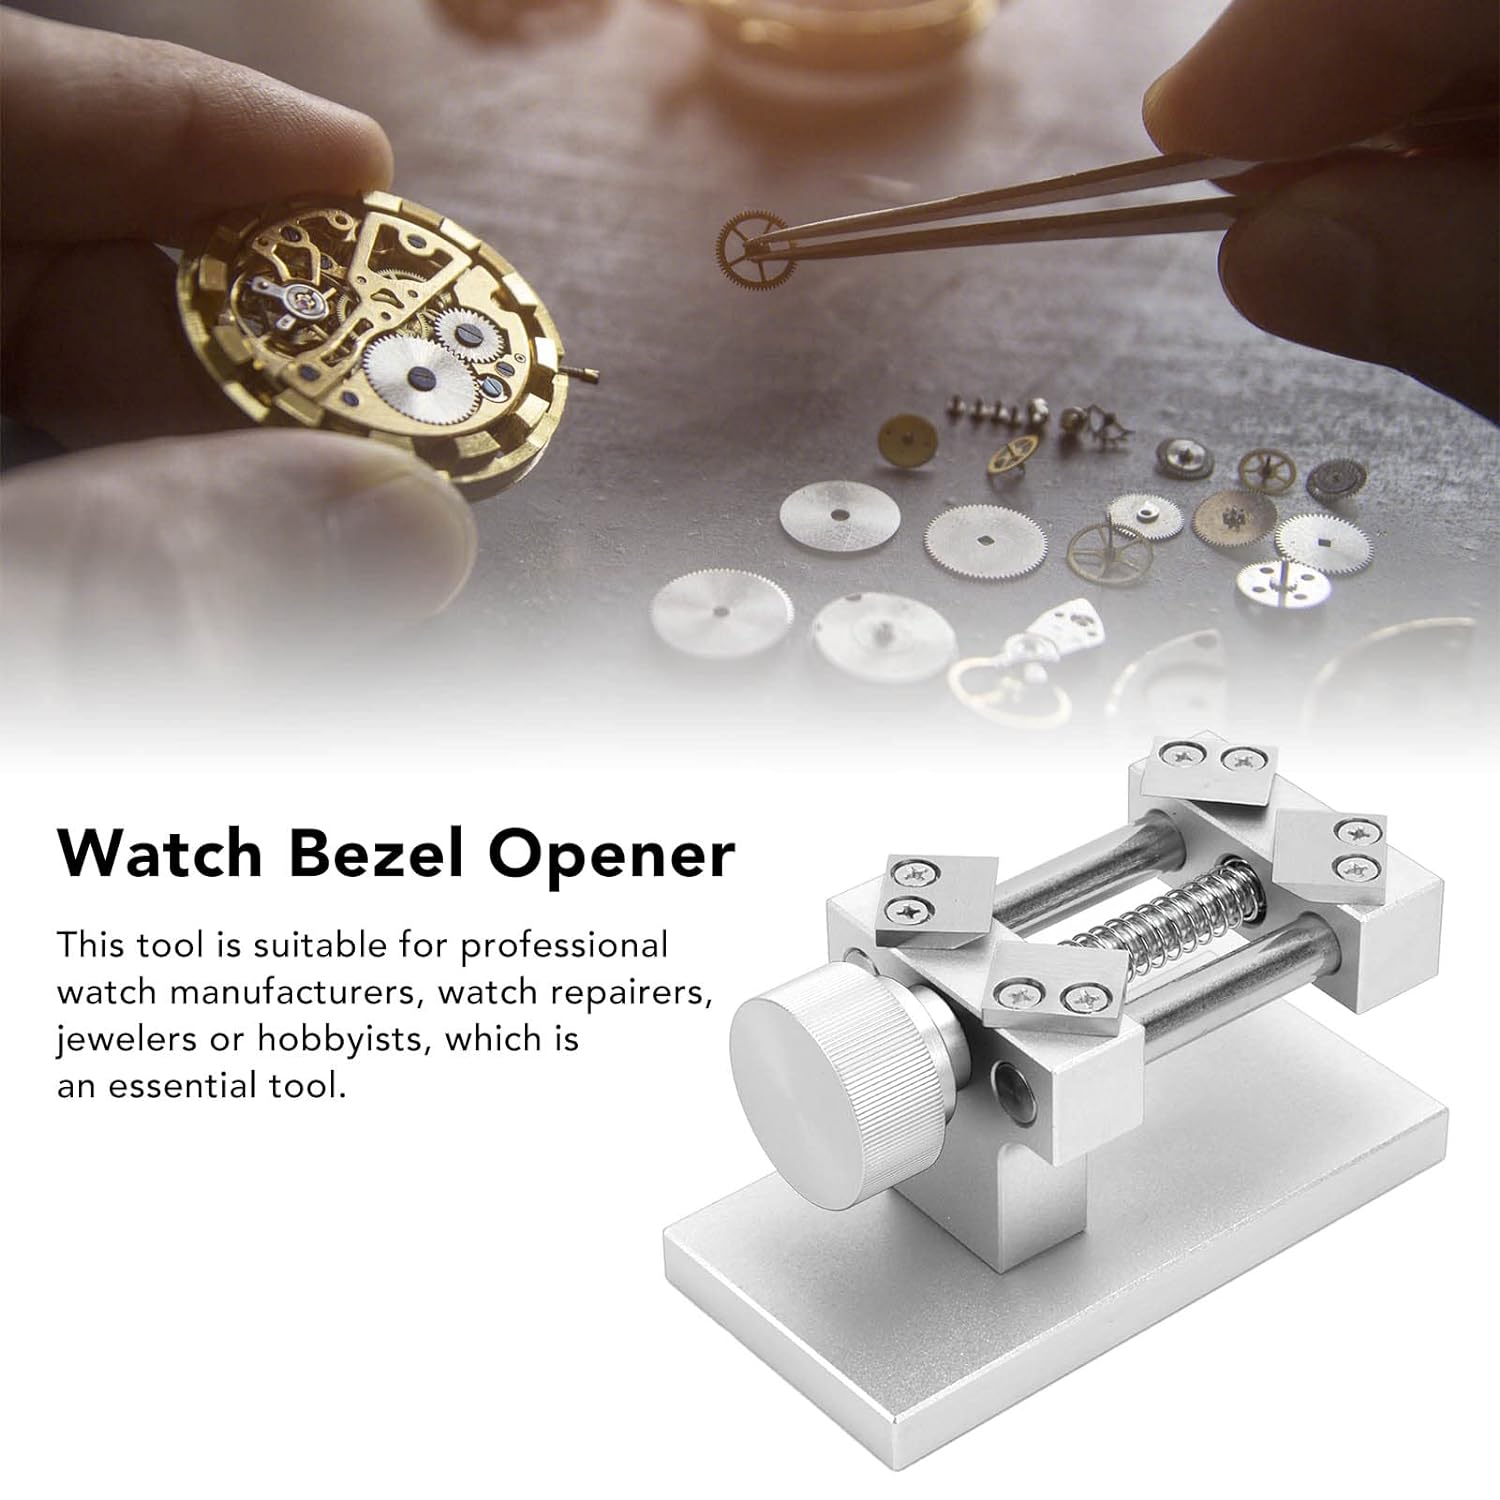 Watch Bezel Opener
This tool is suitable for professional
watch manufacturers, watch repairers,
jewelers or hobbyists, which is
an essential tool.